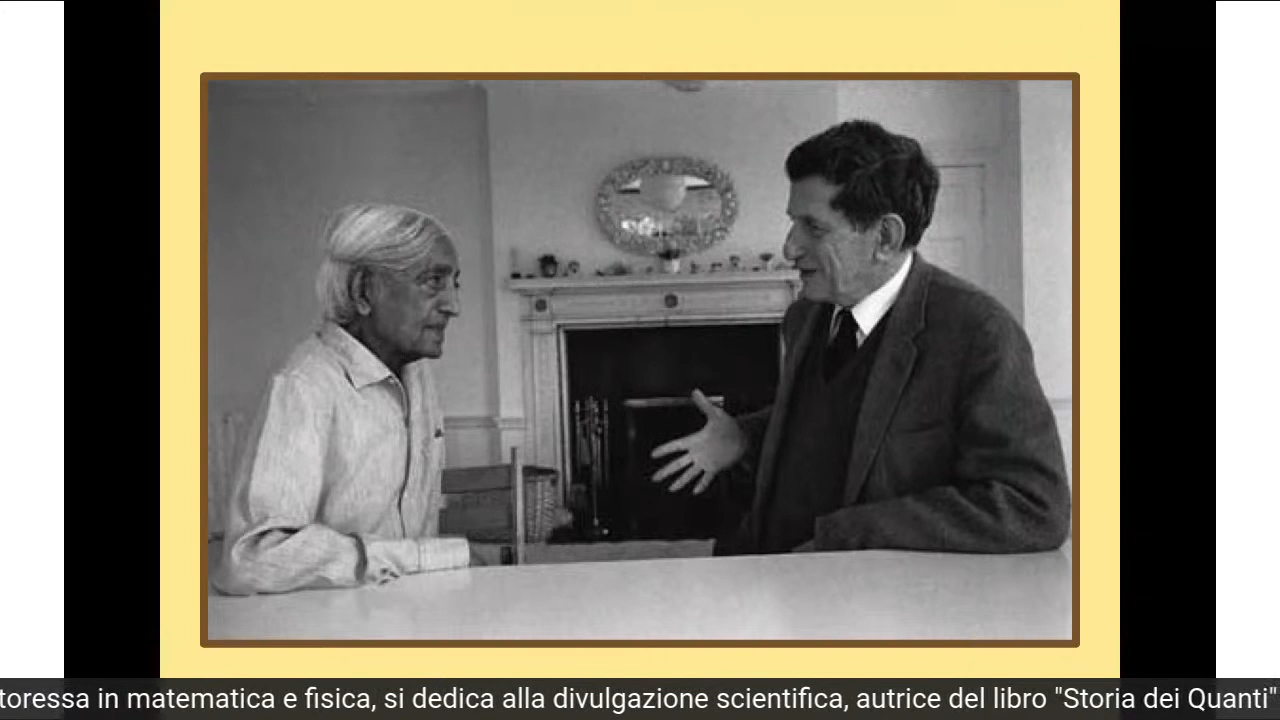 toressa in matematica e fisica, si dedica alla divulgazione scientifica, autrice del libro "Storia dei Quanti"